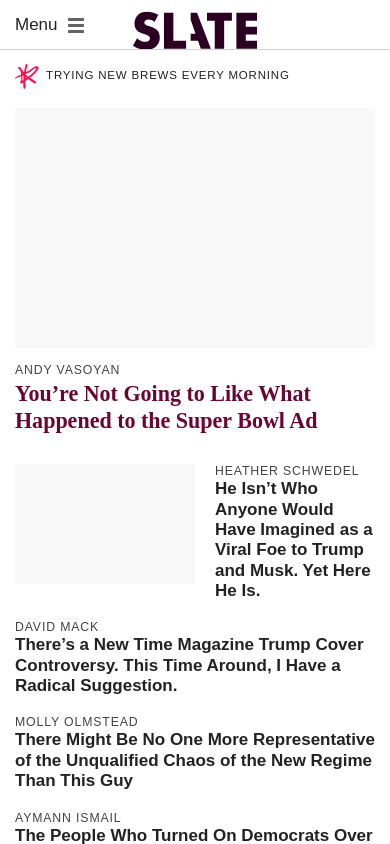 Menu
SLATE
TRYING NEW BREWS EVERY MORNING
ANDY VASOYAN
You’re Not Going to Like What
Happened to the Super Bowl Ad
HEATHER SCHWEDEL
He Isn’t Who
Anyone Would
Have Imagined as a
Viral Foe to Trump
and Musk. Yet Here
He Is.
DAVID MACK
There’s a New Time Magazine Trump Cover
Controversy. This Time Around, I Have a
Radical Suggestion.
MOLLY OLMSTEAD
There Might Be No One More Representative
of the Unqualified Chaos of the New Regime
Than This Guy
AYMANN ISMAIL
The People Who Turned On Democrats Over